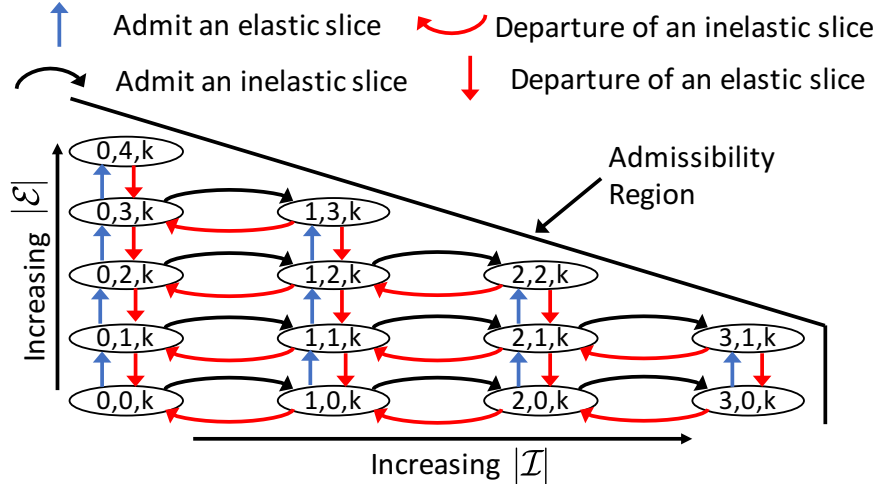 Admit an elastic slice
Departure of an inelastic slice
Admit an inelastic slice
Departure of an elastic slice
Admissibility
Region
Increasing |ℰ|
0,4,k
0,3,k 1,3,k
0,2,k 1,2,k 2,2,k
0,1,k 1,1,k 2,1,k 3,1,k
0,0,k 1,0,k 2,0,k 3,0,k
Increasing |ℐ|